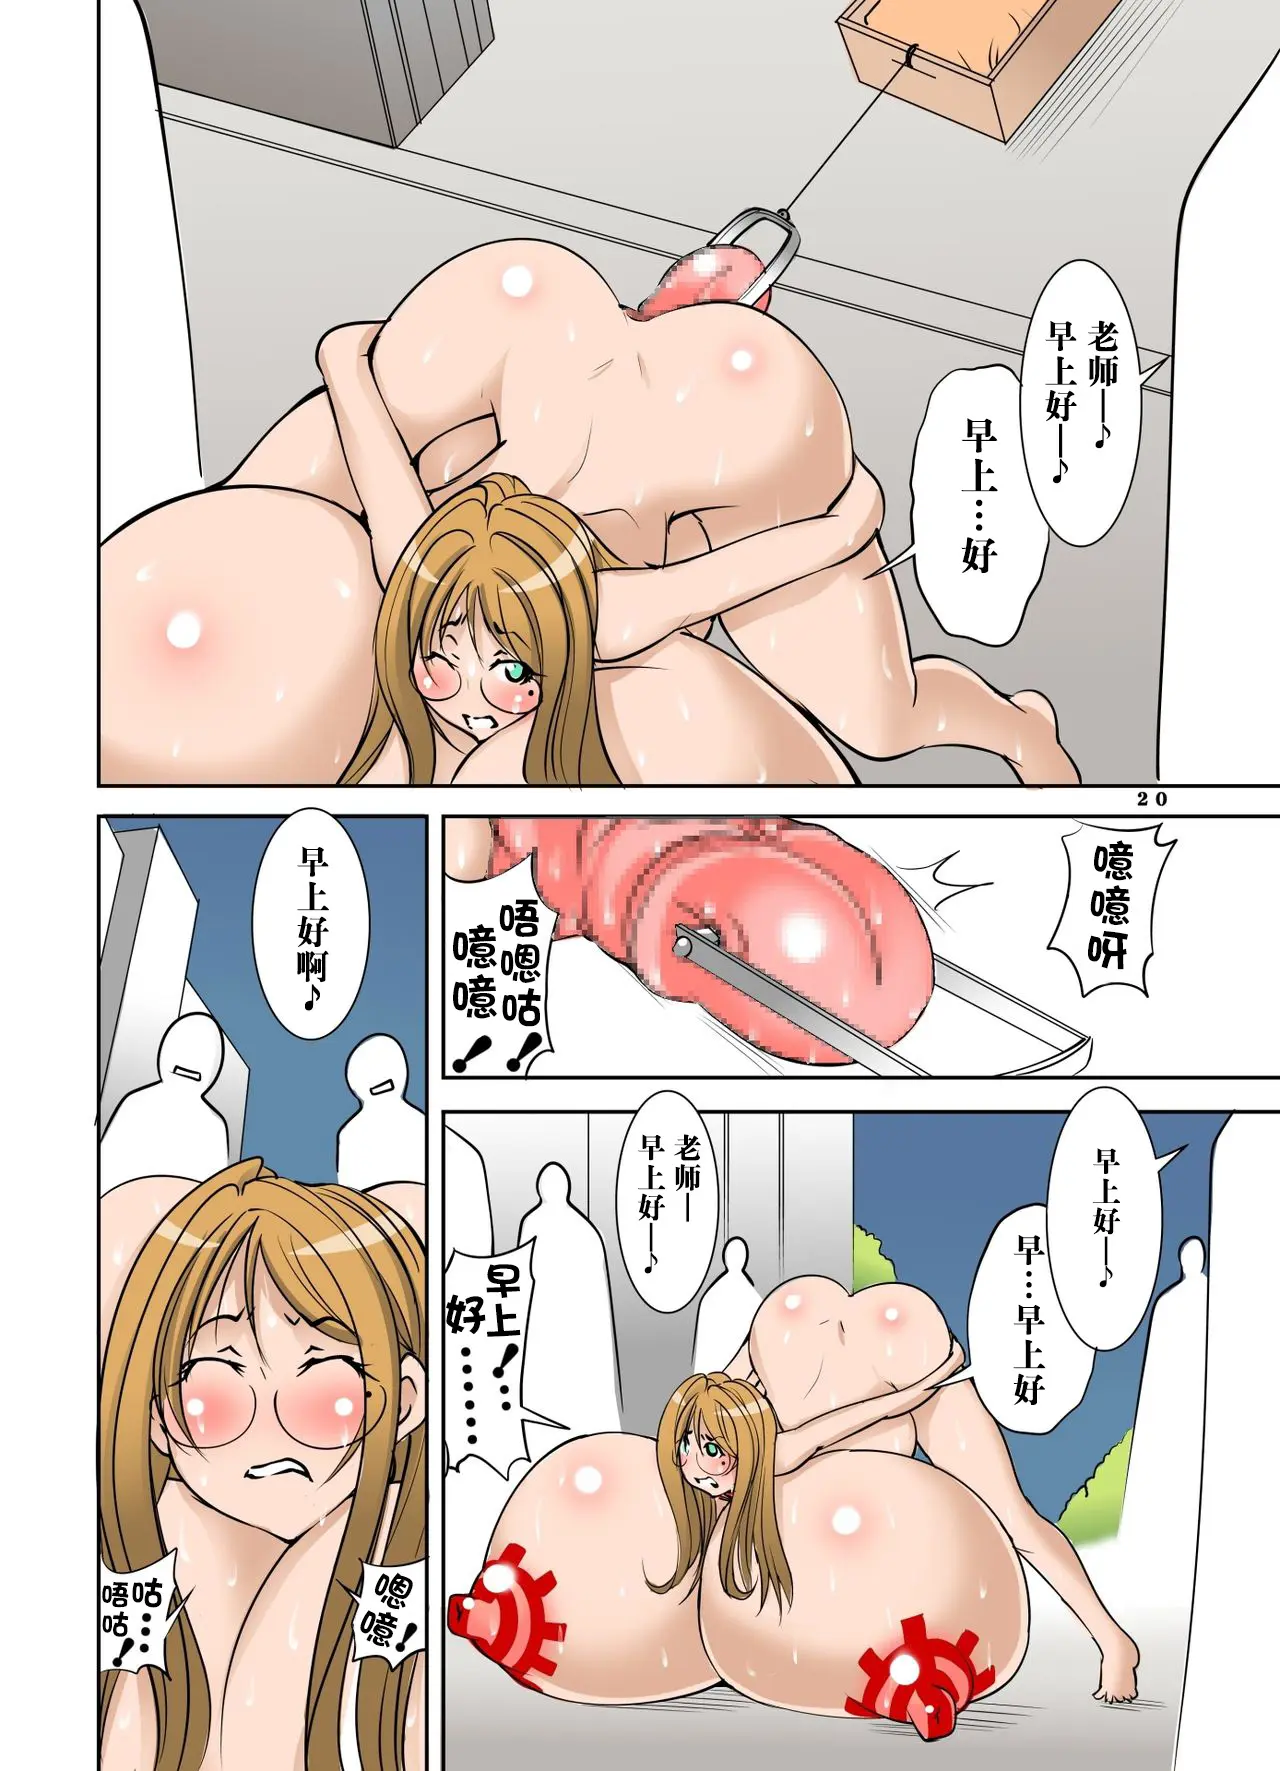 老师—♪
早上好—♪
早上…好
20
噫噫呀
唔嗯咕！
噫噫！
早上好啊♪
嗯
噫！
咕…
唔咕！
早上好—♪
早…早上好
老师—
早上好—♪
早上！…
好……